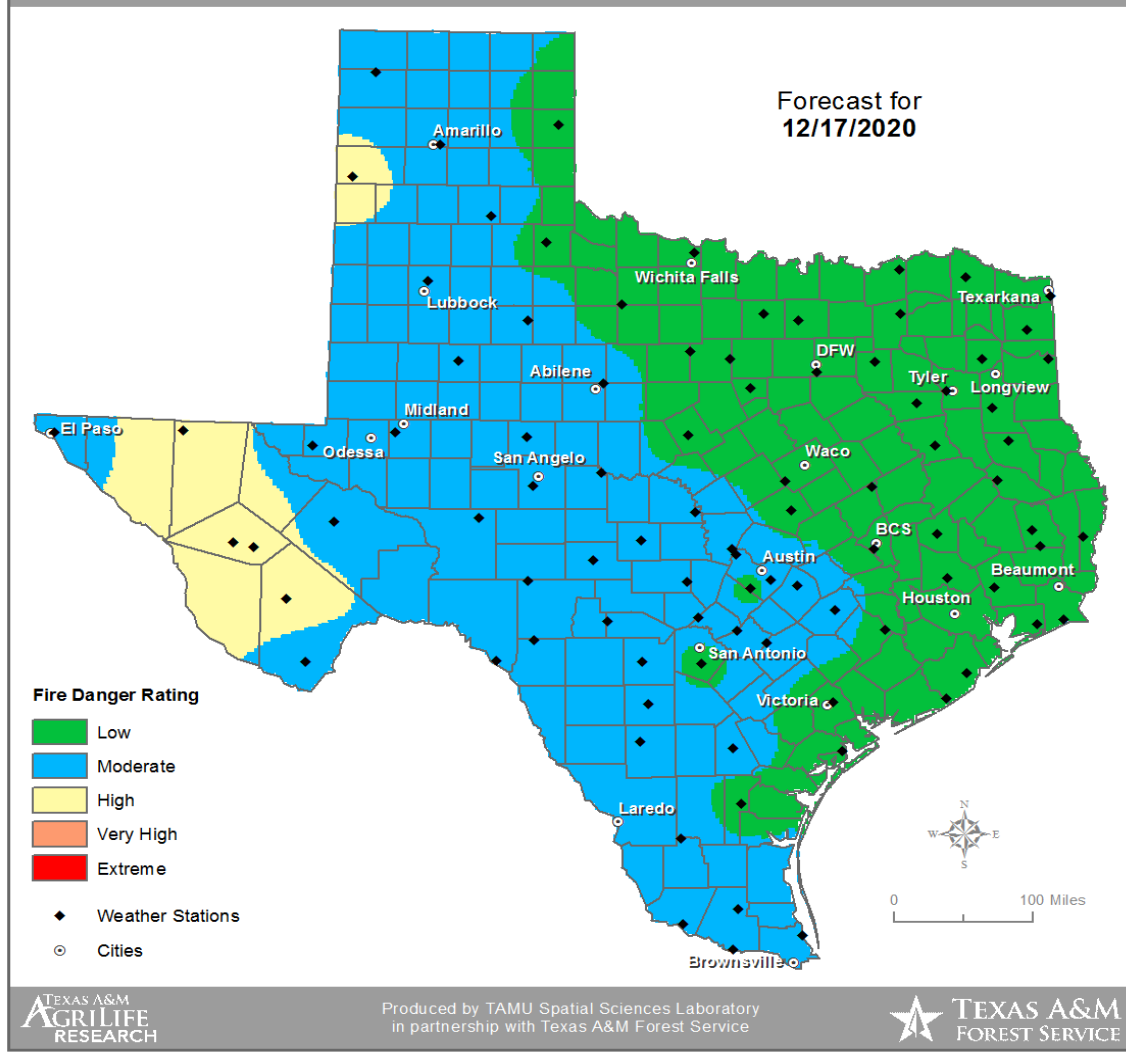 Forecast for
12/17/2020
Amarillo
Wichita Falls
Texarkana
Lubbock
DFW
Abilene
Tyler
Longview
Midland
El Paso
Odessa
Waco
San Angelo
BCS
Austin
Beaumont
Houston
San Antonio
Victoria
Laredo
Brownsville
Fire Danger Rating
Low
Moderate
High
Very High
Extreme
Weather Stations
Cities
N
W
E
S
0
100 Miles
TEXAS A&M
AGRILIFE
RESEARCH
Produced by TAMU Spatial Sciences Laboratory
in partnership with Texas A&M Forest Service
TEXAS A&M
FOREST SERVICE